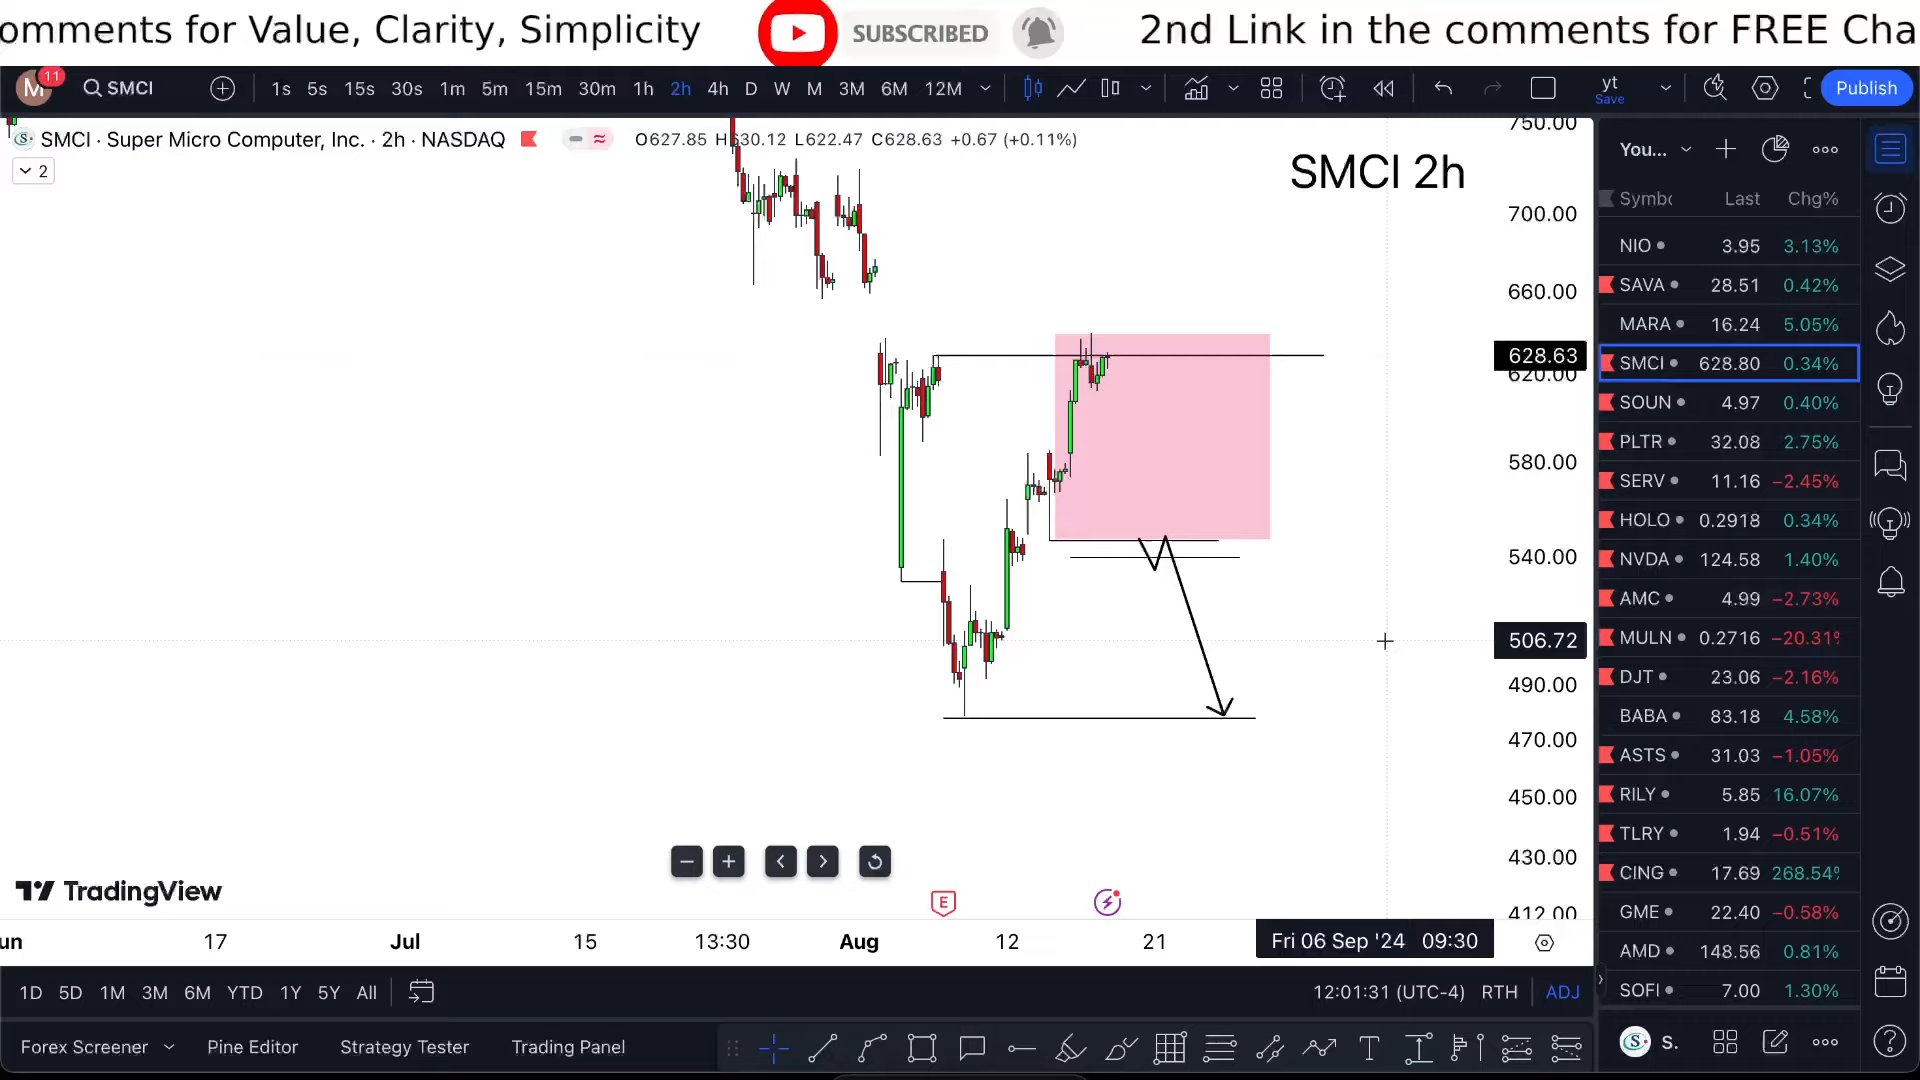 omments for Value, Clarity, Simplicity
SUBSCRIBED
2nd Link in the comments for FREE Cha
M 11
SMCI
1s 5s 15s 30s 1m 5m 15m 30m 1h 2h 4h D W M 3M 6M 12M
yt
Save
Publish
SMCI · Super Micro Computer, Inc. · 2h · NASDAQ
O627.85 H630.12 L622.47 C628.63 +0.67 (+0.11%)
2
SMCI 2h
750.00
700.00
660.00
628.63
620.00
580.00
540.00
506.72
490.00
470.00
450.00
430.00
412.00
You...
Symbo Last Chg%
NIO 3.95 3.13%
SAVA 28.51 0.42%
MARA 16.24 5.05%
SMCI 628.80 0.34%
SOUN 4.97 0.40%
PLTR 32.08 2.75%
SERV 11.16 −2.45%
HOLO 0.2918 0.34%
NVDA 124.58 1.40%
AMC 4.99 −2.73%
MULN 0.2716 −20.31%
DJT 23.06 −2.16%
BABA 83.18 4.58%
ASTS 31.03 −1.05%
RILY 5.85 16.07%
TLRY 1.94 −0.51%
CING 17.69 268.54%
GME 22.40 −0.58%
AMD 148.56 0.81%
SOFI 7.00 1.30%
S.
TradingView
E
un 17 Jul 15 13:30 Aug 12 21 Fri 06 Sep '24 09:30
1D 5D 1M 3M 6M YTD 1Y 5Y All
12:01:31 (UTC-4) RTH ADJ
Forex Screener Pine Editor Strategy Tester Trading Panel